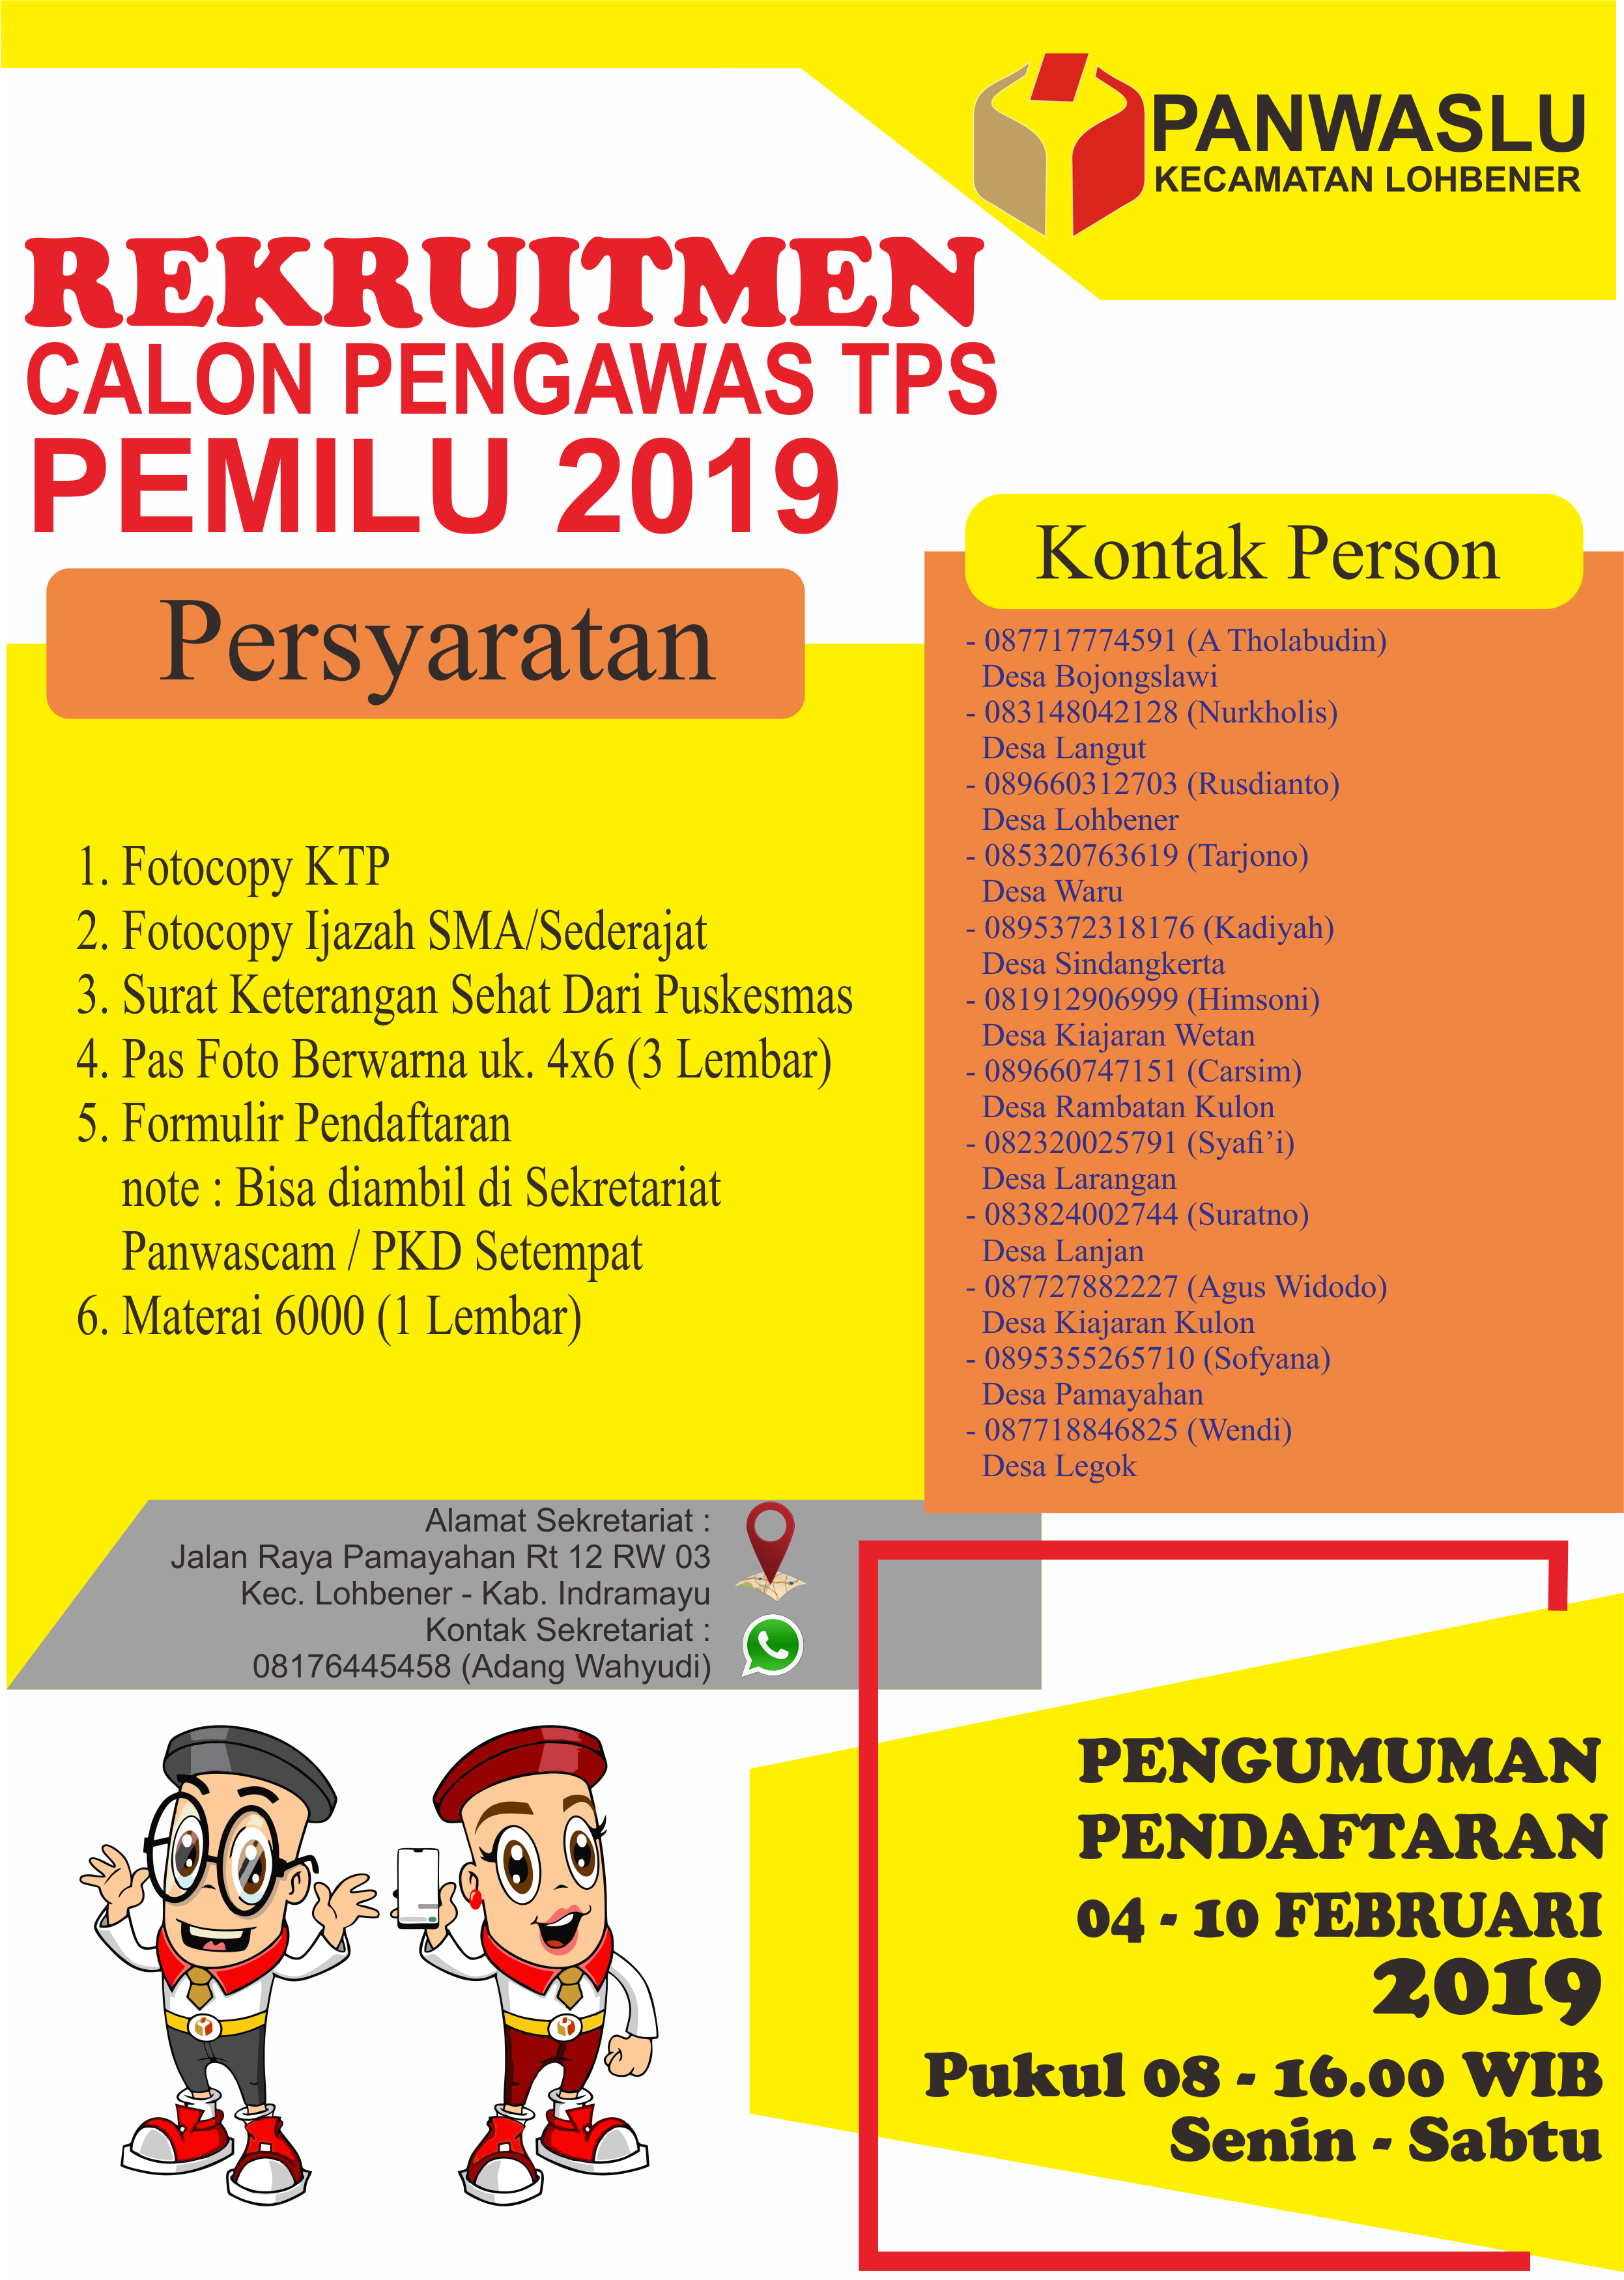 PANWASLU
KECAMATAN LOHBENER
REKRUITMEN
CALON PENGAWAS TPS
PEMILU 2019
Persyaratan
1. Fotocopy KTP
2. Fotocopy Ijazah SMA/Sederajat
3. Surat Keterangan Sehat Dari Puskesmas
4. Pas Foto Berwarna uk. 4x6 (3 Lembar)
5. Formulir Pendaftaran
note : Bisa diambil di Sekretariat
Panwascam / PKD Setempat
6. Materai 6000 (1 Lembar)
Kontak Person
- 087717774591 (A Tholabudin)
Desa Bojongslawi
- 083148042128 (Nurkholis)
Desa Langut
- 089660312703 (Rusdianto)
Desa Lohbener
- 085320763619 (Tarjono)
Desa Waru
- 0895372318176 (Kadiyah)
Desa Sindangkerta
- 081912906999 (Himsoni)
Desa Kiajaran Wetan
- 089660747151 (Carsim)
Desa Rambatan Kulon
- 082320025791 (Syafi’i)
Desa Larangan
- 083824002744 (Suratno)
Desa Lanjan
- 087727882227 (Agus Widodo)
Desa Kiajaran Kulon
- 0895355265710 (Sofyana)
Desa Pamayahan
- 087718846825 (Wendi)
Desa Legok
Alamat Sekretariat :
Jalan Raya Pamayahan Rt 12 RW 03
Kec. Lohbener - Kab. Indramayu
Kontak Sekretariat :
08176445458 (Adang Wahyudi)
PENGUMUMAN
PENDAFTARAN
04 - 10 FEBRUARI
2019
Pukul 08 - 16.00 WIB
Senin - Sabtu